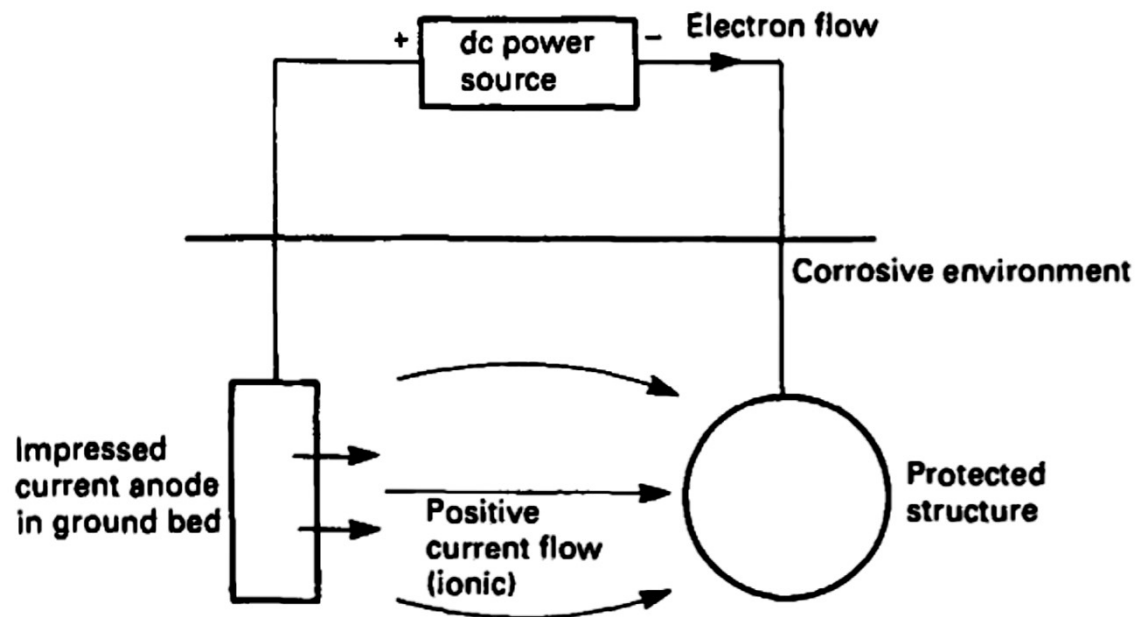 Electron flow
+
dc power
source
−
Corrosive environment
Impressed
current anode
in ground bed
Positive
current flow
(ionic)
Protected
structure